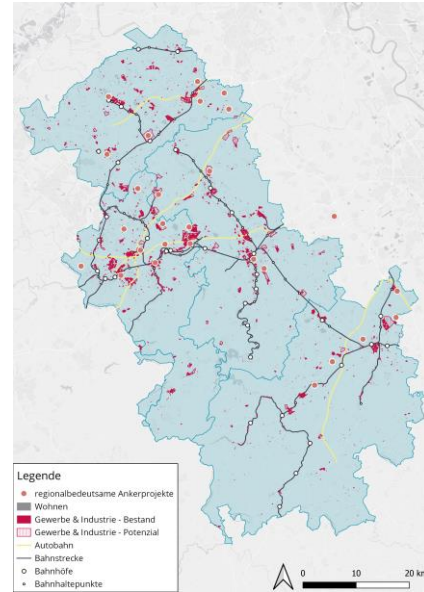 Legende
regionalbedeutsame Ankerprojekte
Wohnen
Gewerbe & Industrie - Bestand
Gewerbe & Industrie - Potenzial
Autobahn
Bahnstrecke
Bahnhöfe
Bahnhaltepunkte
0 10 20 km